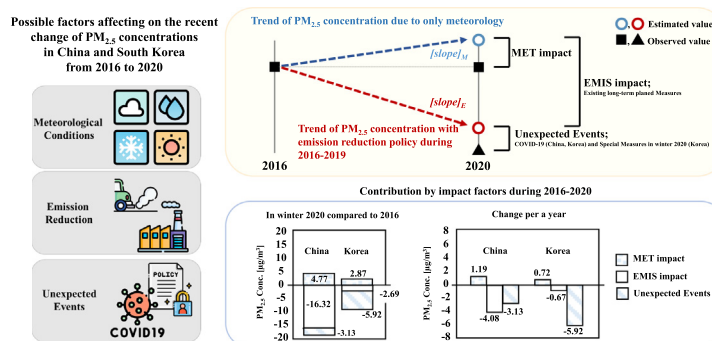 Possible factors affecting on the recent
change of PM2.5 concentrations
in China and South Korea
from 2016 to 2020
Meteorological
Conditions
Emission
Reduction
Unexpected
Events
POLICY
COVID19
Trend of PM2.5 concentration due to only meteorology
[slope]M
[slope]E
Trend of PM2.5 concentration with
emission reduction policy during
2016-2019
2016
2020
, Estimated value
, Observed value
MET impact
EMIS impact;
Existing long-term planed Measures
Unexpected Events;
COVID-19 (China, Korea) and Special Measures in winter 2020 (Korea)
Contribution by impact factors during 2016-2020
In winter 2020 compared to 2016
PM2.5 Conc. [μg/m³]
20
15
10
5
0
-5
-10
-15
-20
China
Korea
4.77
2.87
-16.32
-2.69
-5.92
-3.13
Change per a year
PM2.5 Conc. [μg/m³]
8
6
4
2
0
-2
-4
-6
-8
China
Korea
1.19
0.72
-4.08
-3.13
-0.67
-5.92
MET impact
EMIS impact
Unexpected Events